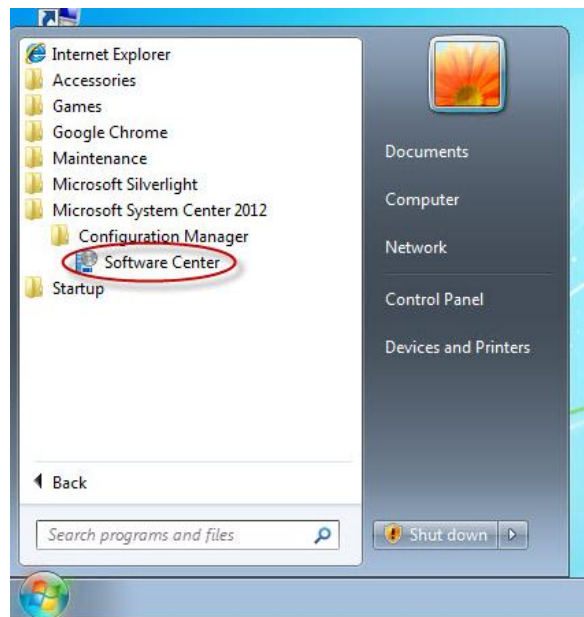 Internet Explorer
Accessories
Games
Google Chrome
Maintenance
Microsoft Silverlight
Microsoft System Center 2012
Configuration Manager
Software Center
Startup
Back
Search programs and files
Documents
Computer
Network
Control Panel
Devices and Printers
Shut down